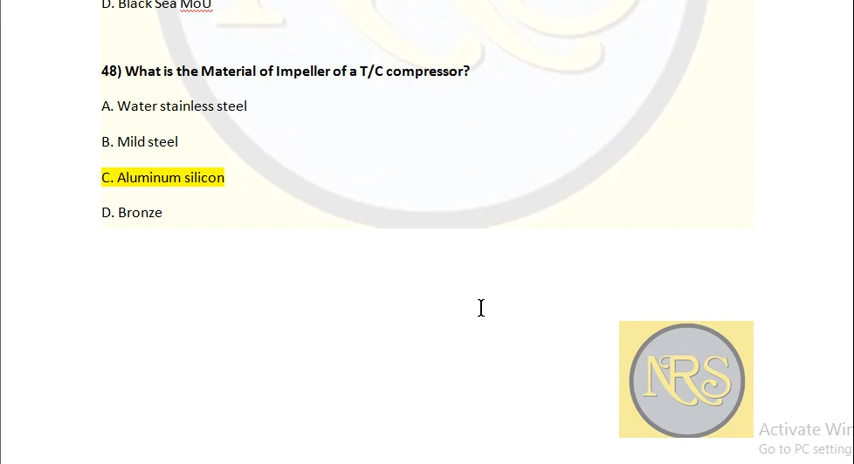 D. Black Sea MoU
48) What is the Material of Impeller of a T/C compressor?
A. Water stainless steel
B. Mild steel
C. Aluminum silicon
D. Bronze
NRS
Activate Win
Go to PC setting